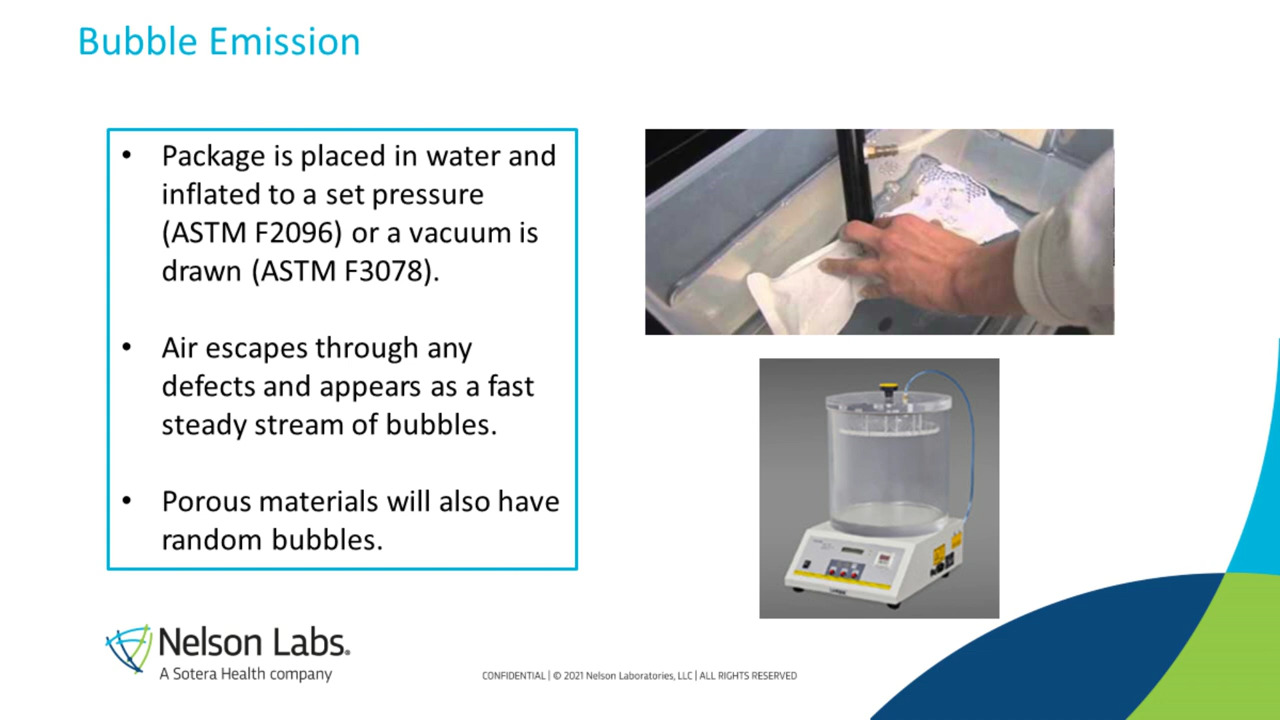 Bubble Emission
• Package is placed in water and
inflated to a set pressure
(ASTM F2096) or a vacuum is
drawn (ASTM F3078).
• Air escapes through any
defects and appears as a fast
steady stream of bubbles.
• Porous materials will also have
random bubbles.
Nelson Labs®
A Sotera Health company
CONFIDENTIAL | © 2021 Nelson Laboratories, LLC | ALL RIGHTS RESERVED